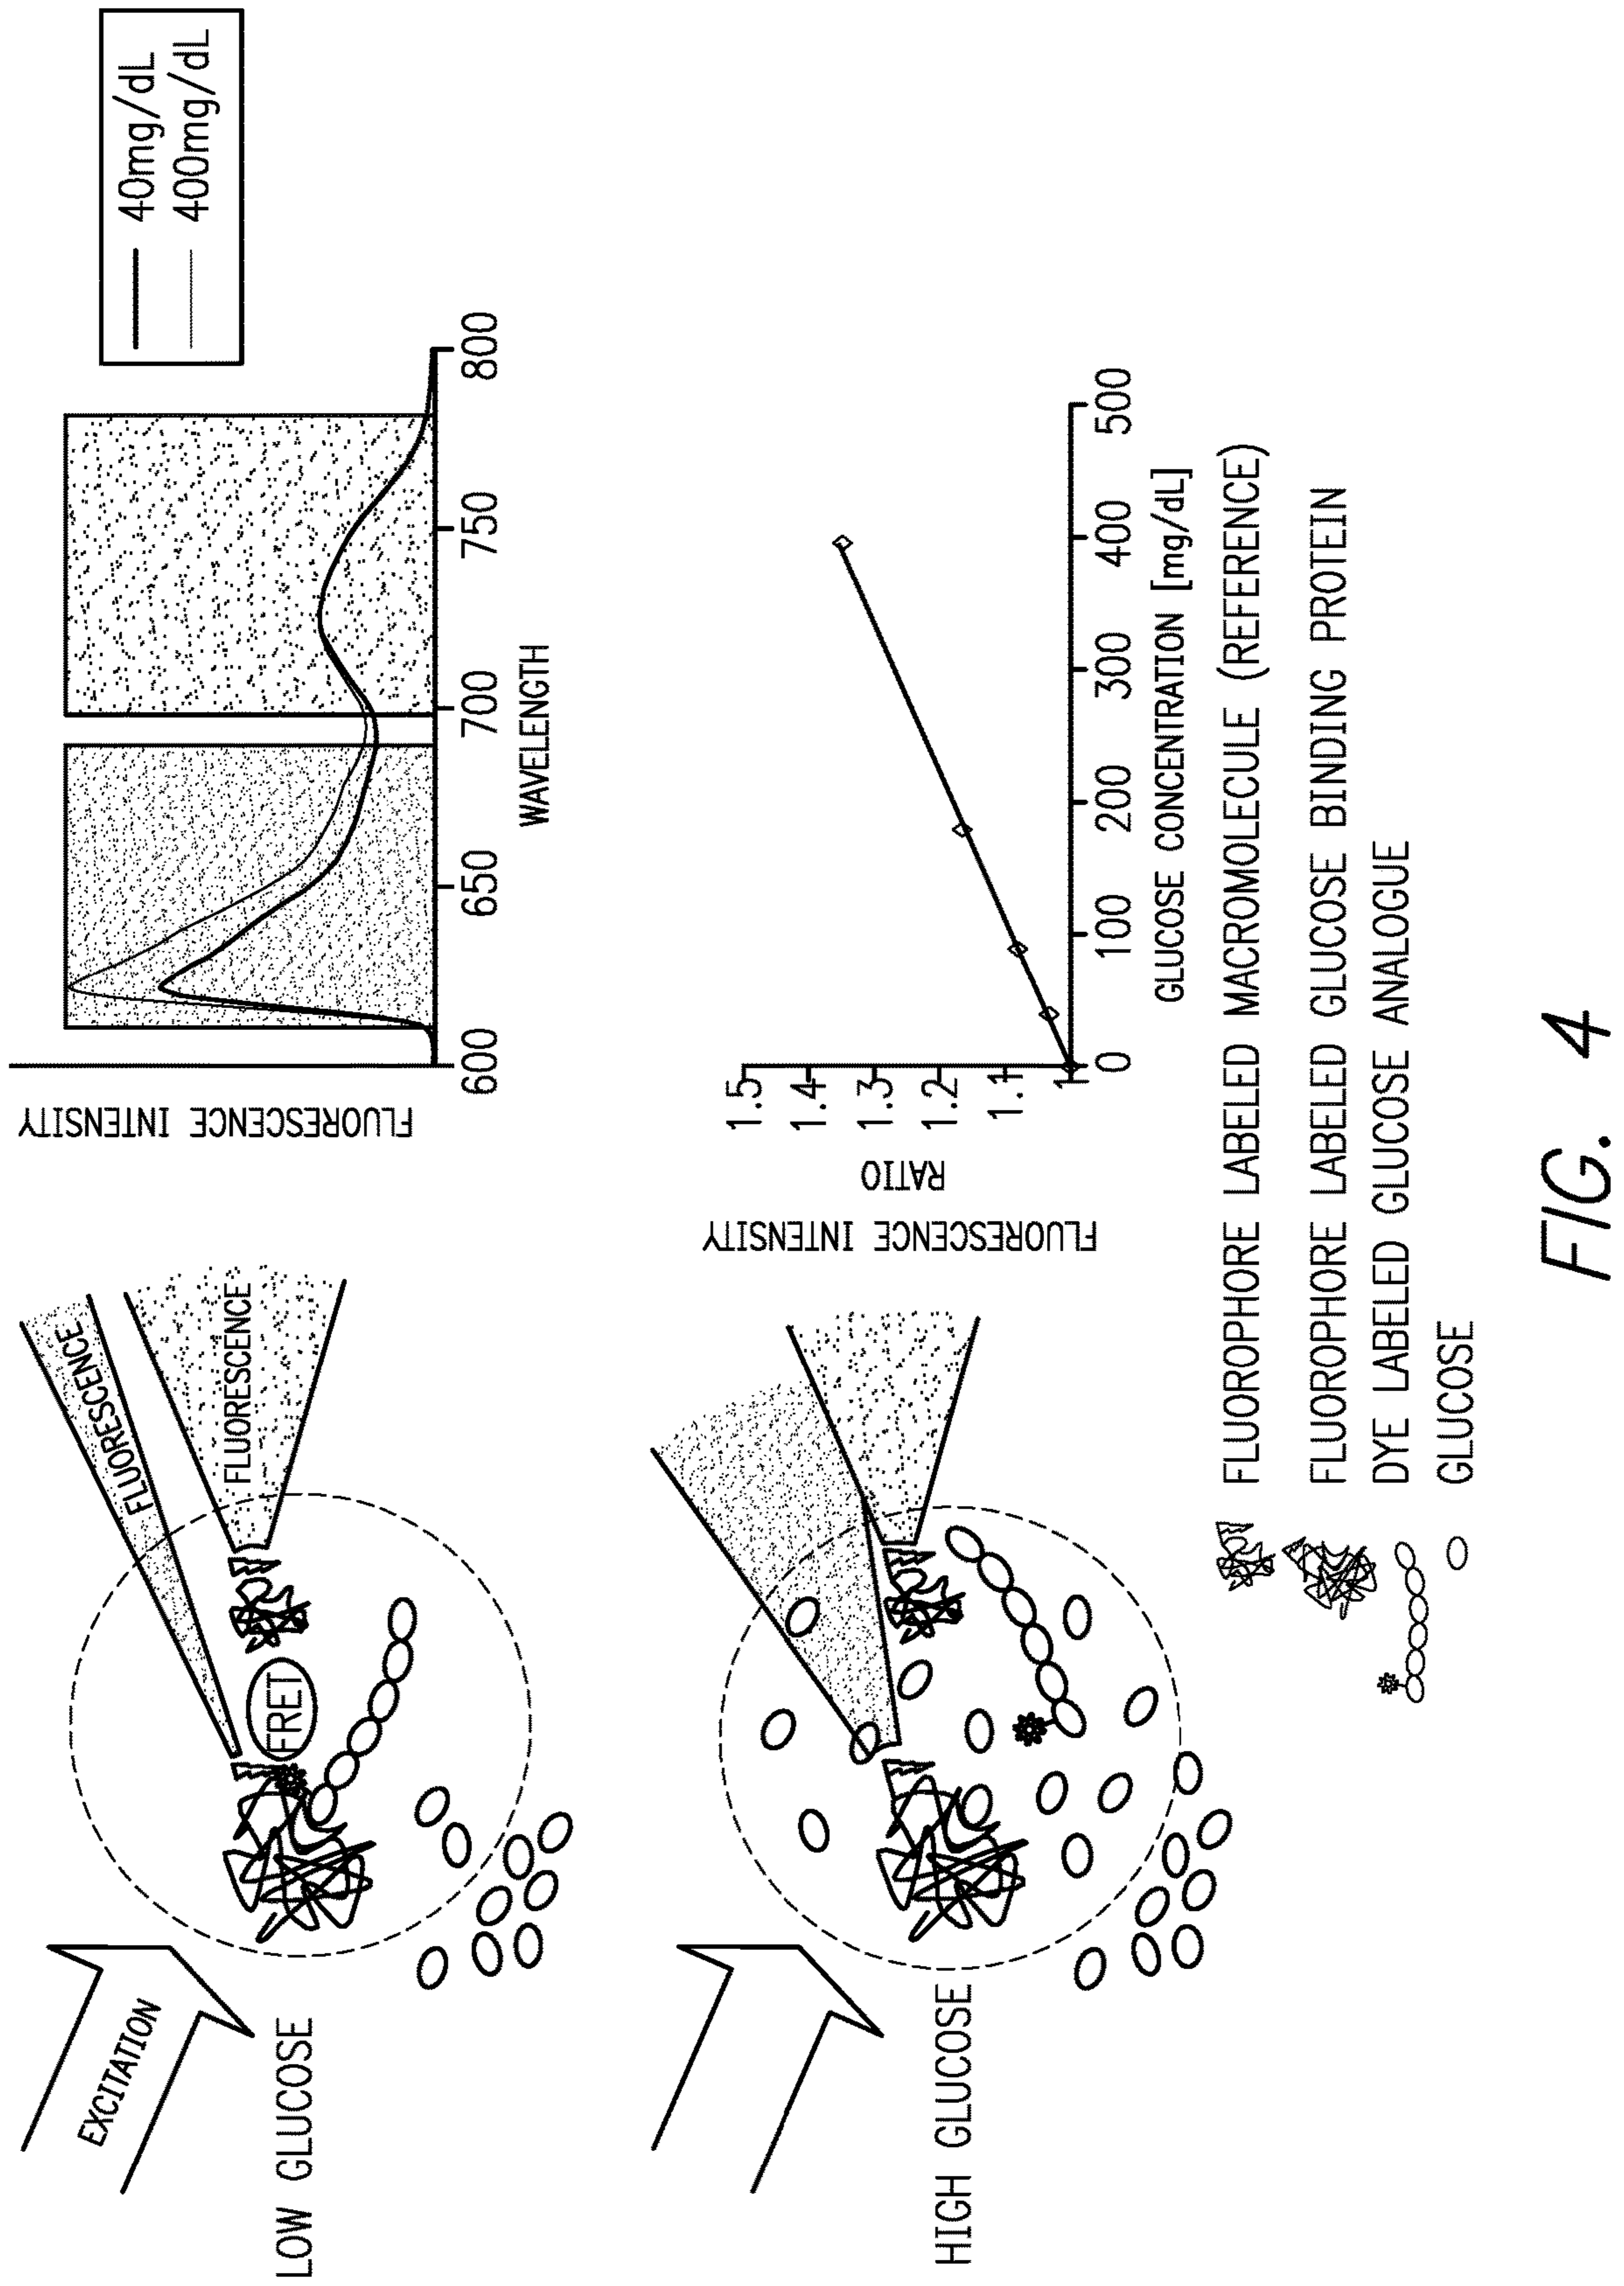 EXCITATION
LOW GLUCOSE
FRET
FLUORESCENCE
FLUORESCENCE
FLUORESCENCE INTENSITY
600
650
700
750
800
WAVELENGTH
40mg/dL
400mg/dL
HIGH GLUCOSE
FLUORESCENCE INTENSITY
RATIO
1.5
1.4
1.3
1.2
1.1
1
0
100
200
300
400
500
GLUCOSE CONCENTRATION [mg/dL]
FLUOROPHORE LABELED MACROMOLECULE (REFERENCE)
FLUOROPHORE LABELED GLUCOSE BINDING PROTEIN
DYE LABELED GLUCOSE ANALOGUE
GLUCOSE
FIG. 4